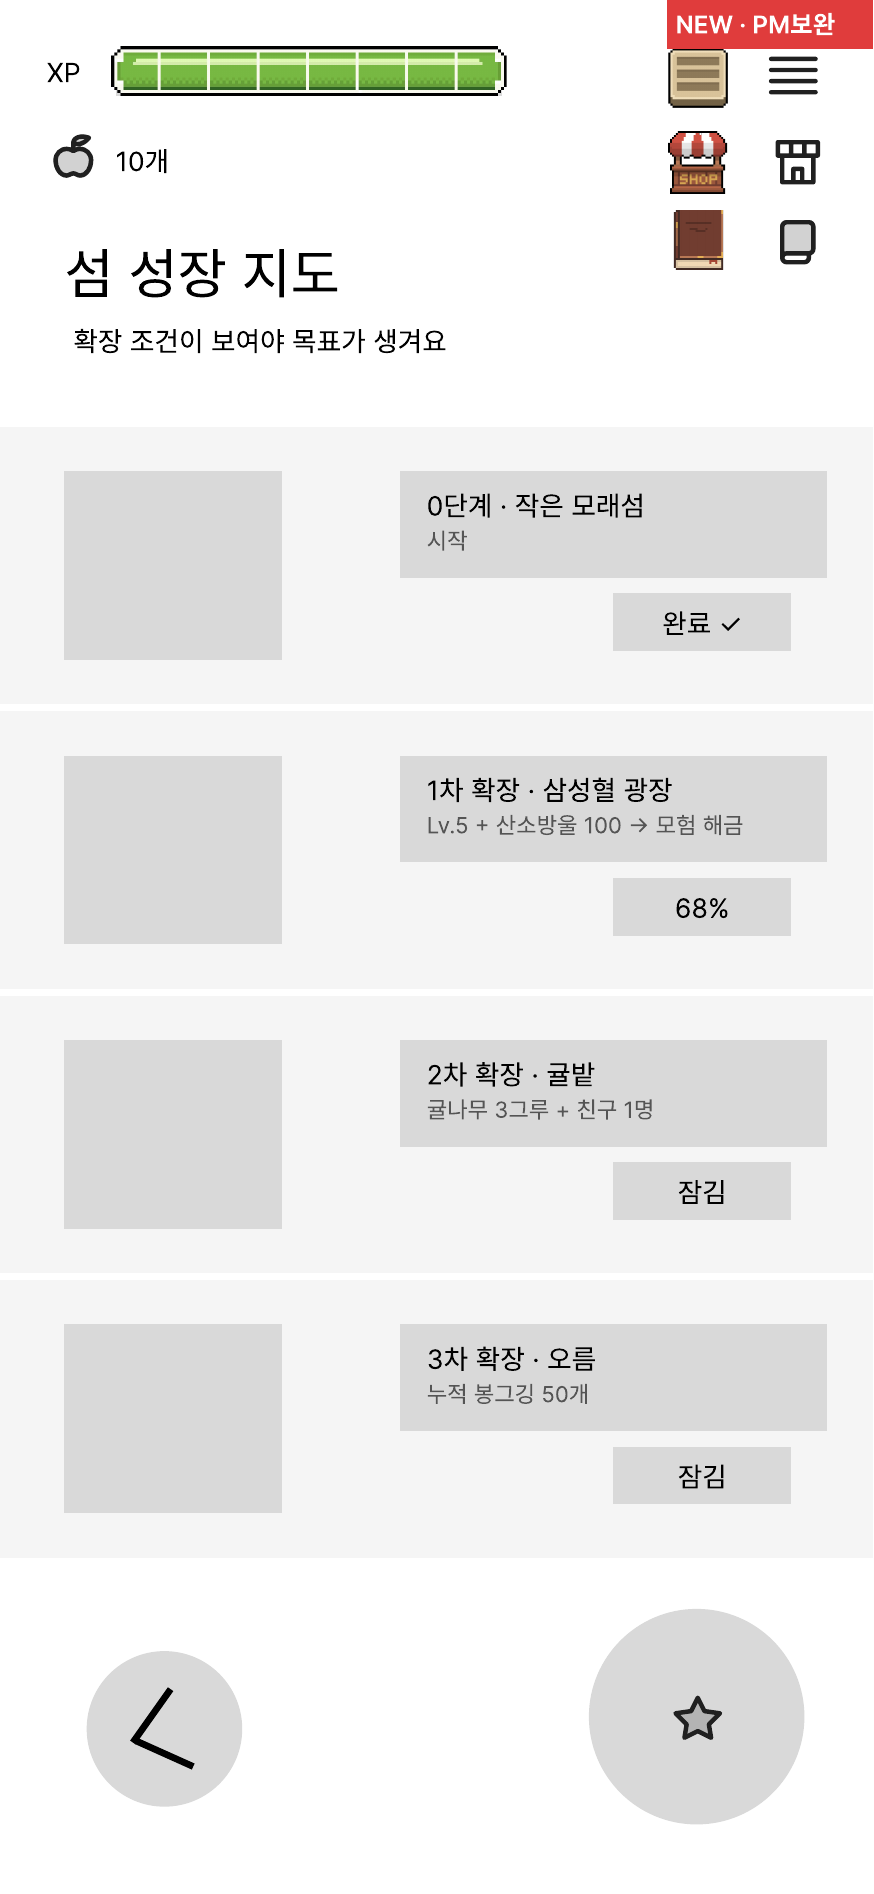 NEW · PM보완
XP
10개
SHOP
섬 성장 지도
확장 조건이 보여야 목표가 생겨요
0단계 · 작은 모래섬
시작
완료 ✓
1차 확장 · 삼성혈 광장
Lv.5 + 산소방울 100 → 모험 해금
68%
2차 확장 · 귤밭
귤나무 3그루 + 친구 1명
잠김
3차 확장 · 오름
누적 봉그깅 50개
잠김